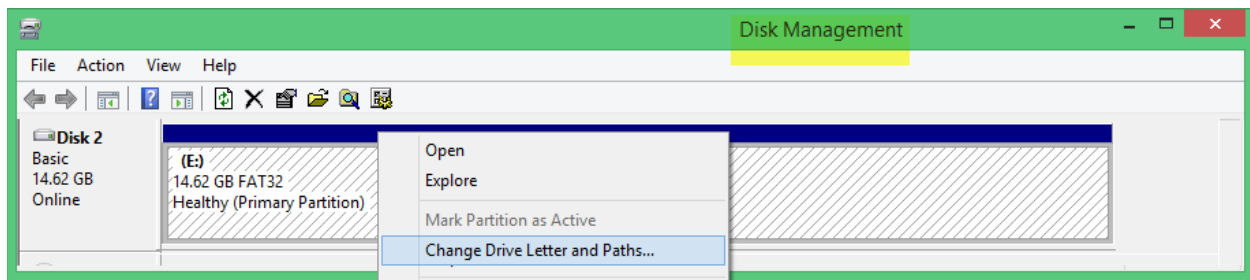 Disk Management
File Action View Help
Disk 2
Basic
14.62 GB
Online
(E:)
14.62 GB FAT32
Healthy (Primary Partition)
Open
Explore
Mark Partition as Active
Change Drive Letter and Paths...